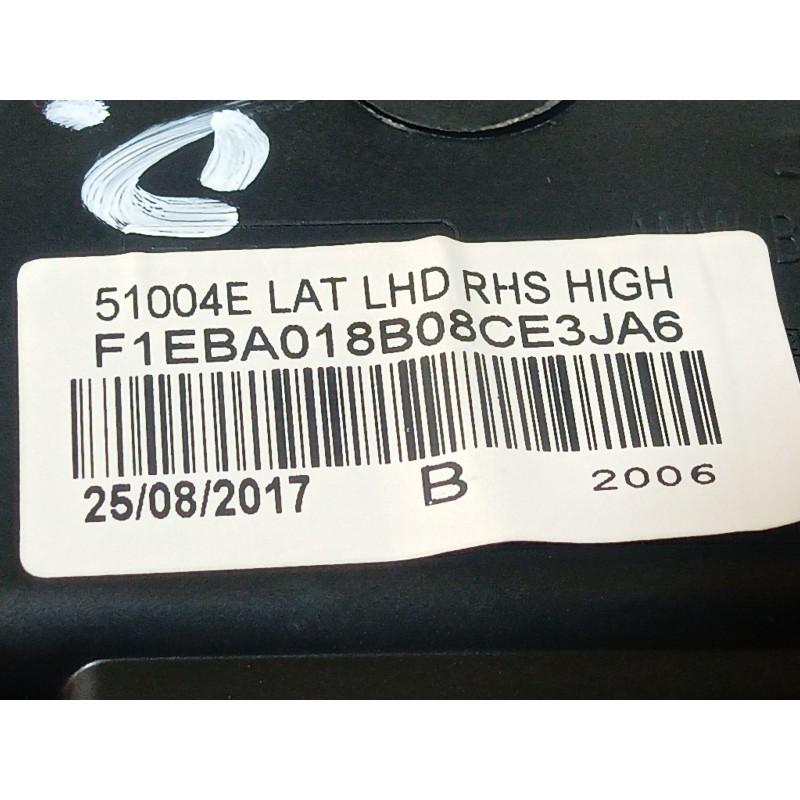 51004E LAT LHD RHS HIGH
F1EBA018B08CE3JA6
25/08/2017 B 2006